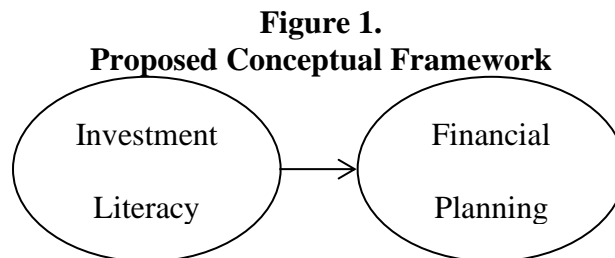 Figure 1.
Proposed Conceptual Framework
Investment
Literacy
Financial
Planning